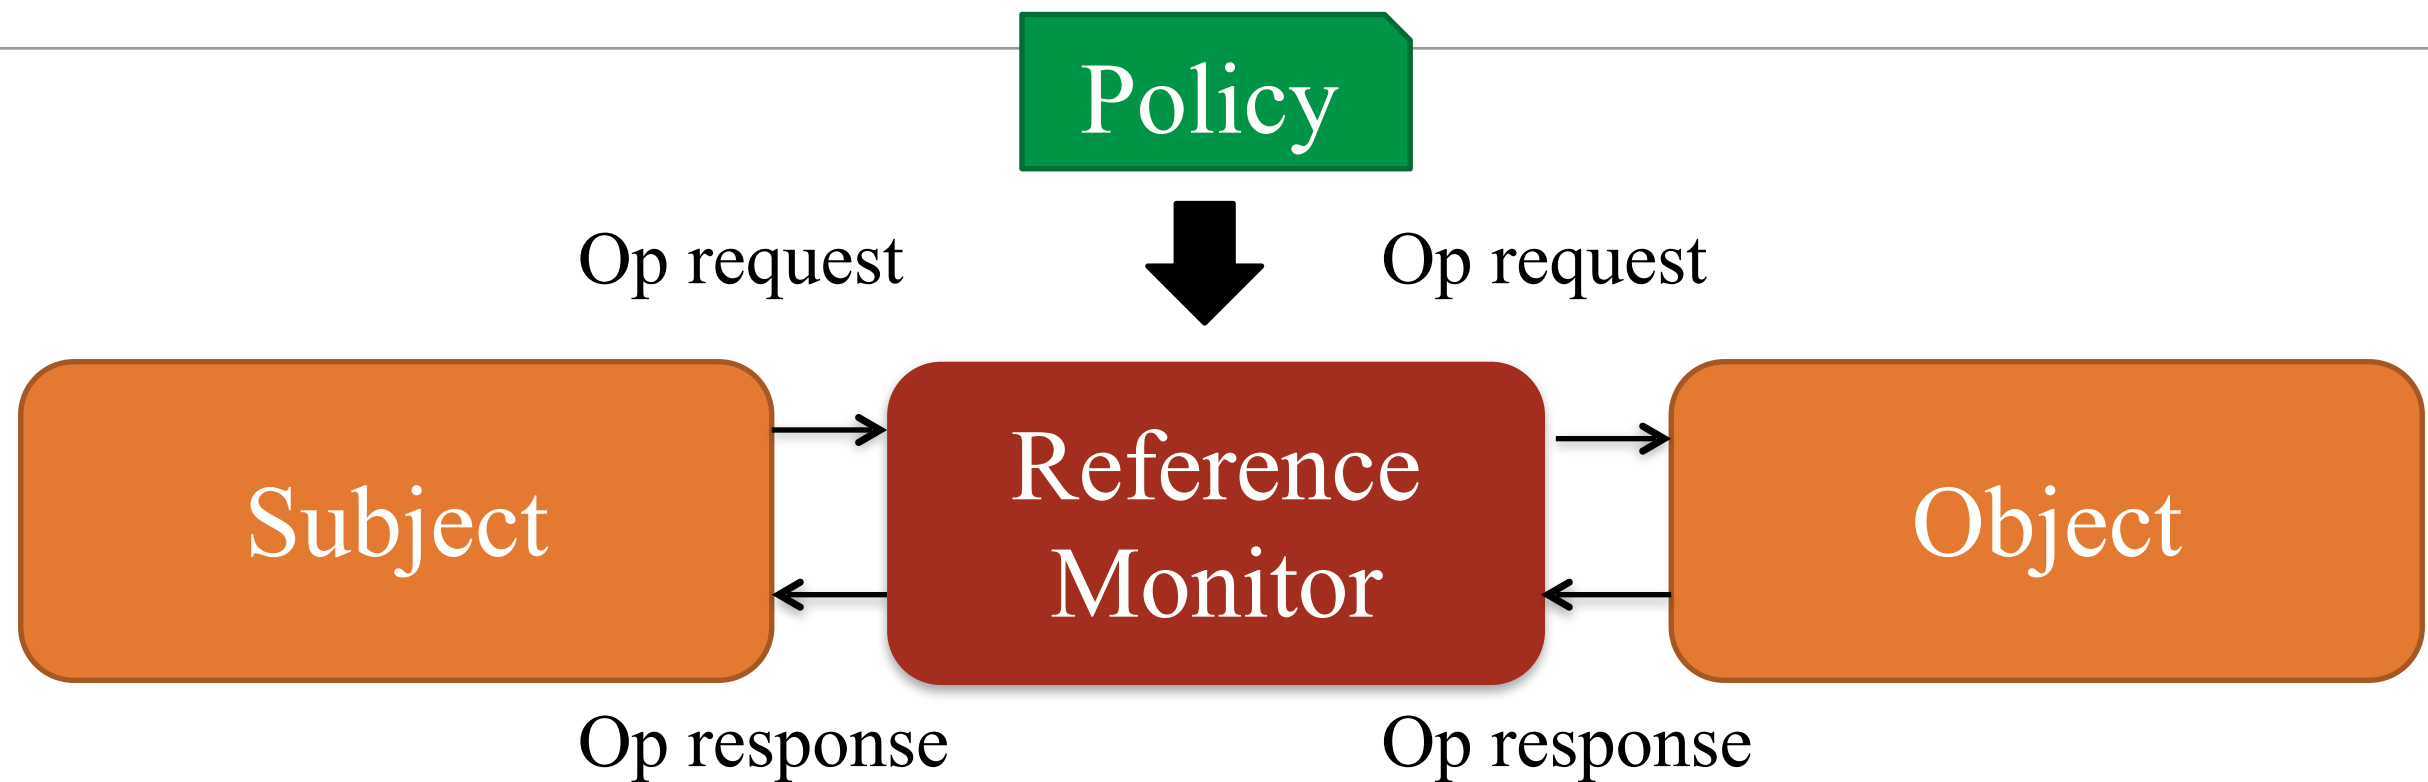 Policy
Op request
Op request
Subject
Reference
Monitor
Object
Op response
Op response